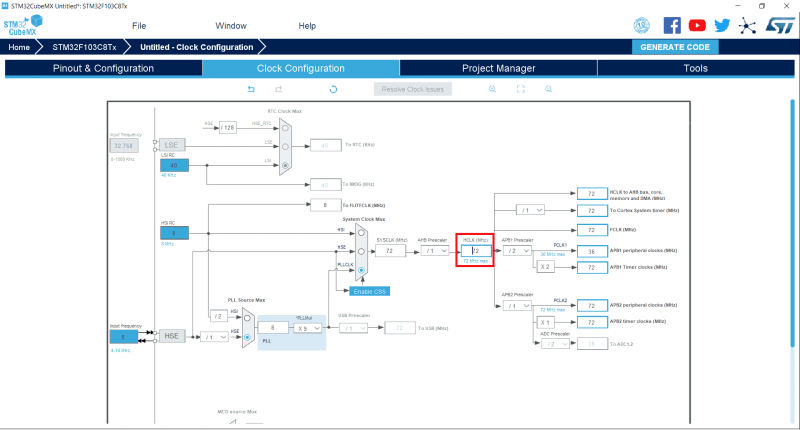 STM32CubeMX Untitled*: STM32F103C8Tx
STM32
CubeMX
File
Window
Help
Home
STM32F103C8Tx
Untitled - Clock Configuration
GENERATE CODE
Pinout & Configuration
Clock Configuration
Project Manager
Tools
Resolve Clock Issues
RTC Clock Mux
HSE
/ 128
HSE_RTC
Input frequency
32.768
0-1000 KHz
LSE
LSE
40
To RTC (KHz)
LSI RC
40
40 KHz
LSI
40
To IWDG (KHz)
8
To FLITFCLK (MHz)
System Clock Mux
HSI RC
8
8 MHz
HSI
HSE
PLLCLK
SYSCLK (MHz)
72
AHB Prescaler
/ 1
HCLK (MHz)
72
72 MHz max
Enable CSS
72
HCLK to AHB bus, core,
memory and DMA (MHz)
/ 1
72
To Cortex System timer (MHz)
72
FCLK (MHz)
APB1 Prescaler
/ 2
PCLK1
36 MHz max
36
APB1 peripheral clocks (MHz)
X 2
72
APB1 Timer clocks (MHz)
APB2 Prescaler
/ 1
PCLK2
72 MHz max
72
APB2 peripheral clocks (MHz)
X 1
72
APB2 timer clocks (MHz)
ADC Prescaler
/ 2
36
To ADC1,2
PLL Source Mux
/ 2
HSI
HSE
8
*PLLMul
X 9
PLL
USB Prescaler
/ 1
72
To USB (MHz)
Input frequency
8
4-16 MHz
HSE
/ 1
MCO source Mux